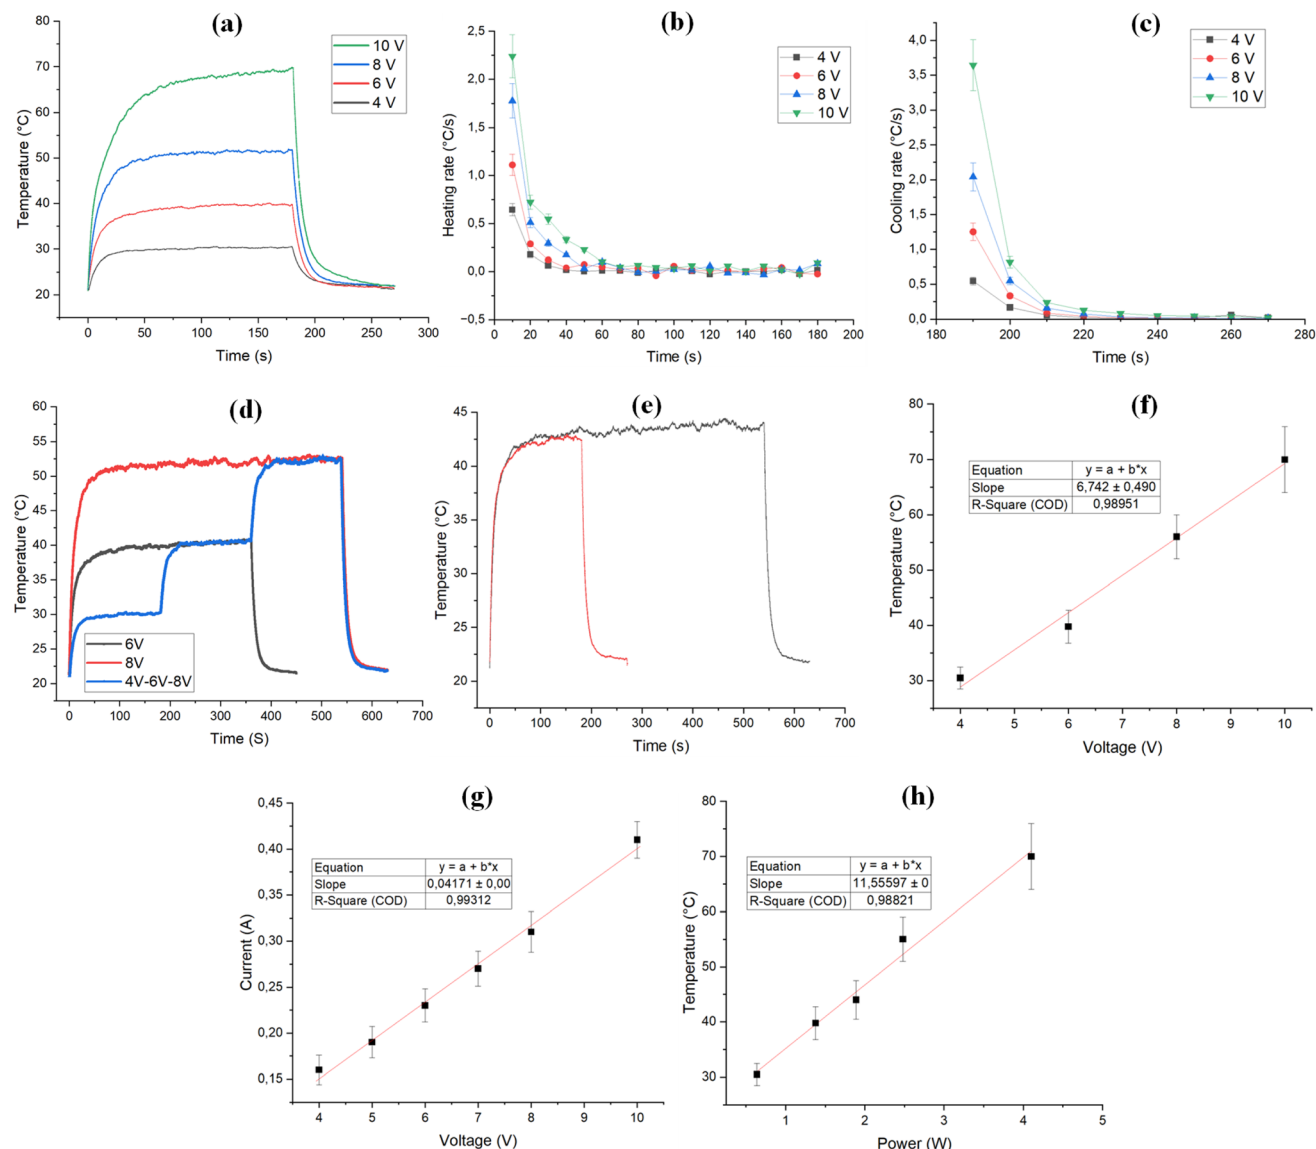 (a)
80
70
60
50
40
30
20
0
50
100
150
200
250
300
Temperature (°C)
Time (s)
10 V
8 V
6 V
4 V
(b)
2,5
2,0
1,5
1,0
0,5
0,0
−0,5
0
20
40
60
80
100
120
140
160
180
200
Heating rate (°C/s)
Time (s)
4 V
6 V
8 V
10 V
(c)
4,0
3,5
3,0
2,5
2,0
1,5
1,0
0,5
0,0
180
200
220
240
260
280
Cooling rate (°C/s)
Time (s)
4 V
6 V
8 V
10 V
(d)
60
55
50
45
40
35
30
25
20
0
100
200
300
400
500
600
700
Temperature (°C)
Time (S)
6V
8V
4V-6V-8V
(e)
45
40
35
30
25
20
0
100
200
300
400
500
600
700
Temperature (°C)
Time (s)
(f)
80
70
60
50
40
30
4
5
6
7
8
9
10
Temperature (°C)
Voltage (V)
Equation y = a + b*x
Slope 6,742 ± 0,490
R-Square (COD) 0,98951
(g)
0,45
0,40
0,35
0,30
0,25
0,20
0,15
4
5
6
7
8
9
10
Current (A)
Voltage (V)
Equation y = a + b*x
Slope 0,04171 ± 0,00
R-Square (COD) 0,99312
(h)
80
70
60
50
40
30
1
2
3
4
5
Temperature (°C)
Power (W)
Equation y = a + b*x
Slope 11,55597 ± 0
R-Square (COD) 0,98821